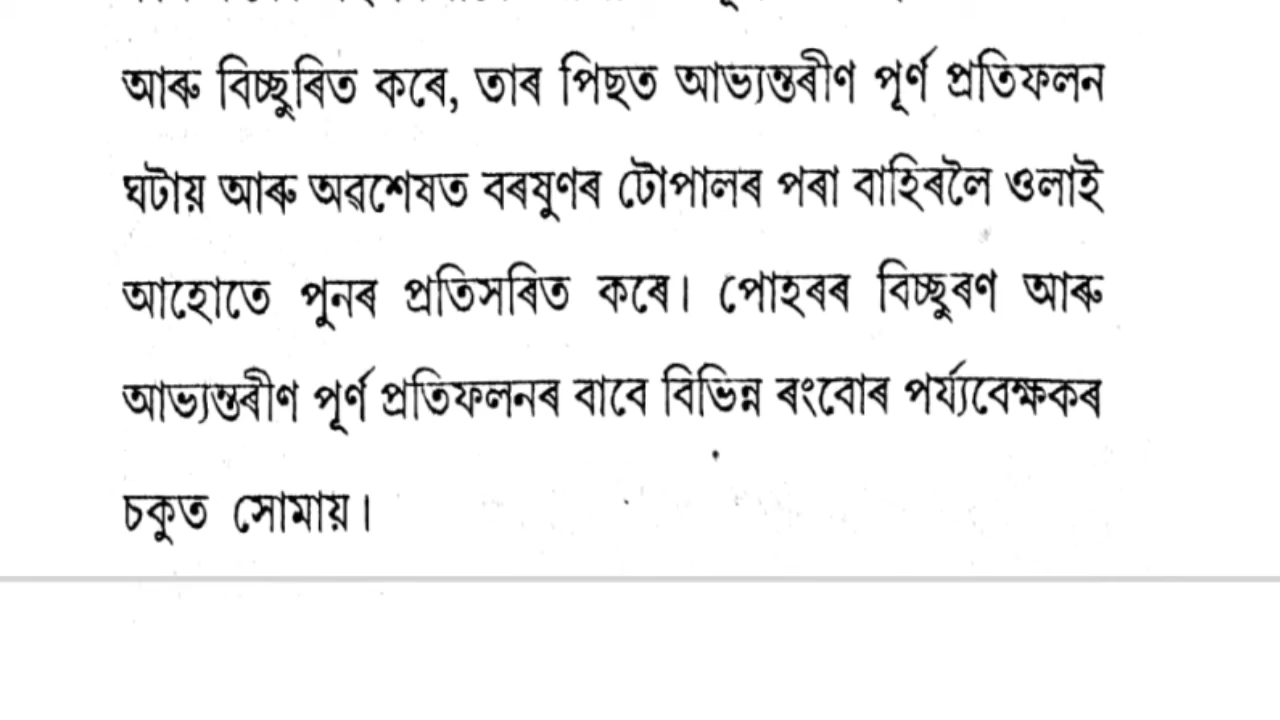 আৰু বিচ্ছুৰিত কৰে, তাৰ পিছত আভ্যন্তৰীণ পূৰ্ণ প্ৰতিফলন
ঘটায় আৰু অৱশেষত বৰষুণৰ টোপালৰ পৰা বাহিৰলৈ ওলাই
আহোতে পুনৰ প্ৰতিসৰিত কৰে। পোহৰৰ বিচ্ছুৰণ আৰু
আভ্যন্তৰীণ পূৰ্ণ প্ৰতিফলনৰ বাবে বিভিন্ন ৰংবোৰ পৰ্য্যবেক্ষকৰ
চকুত সোমায়।